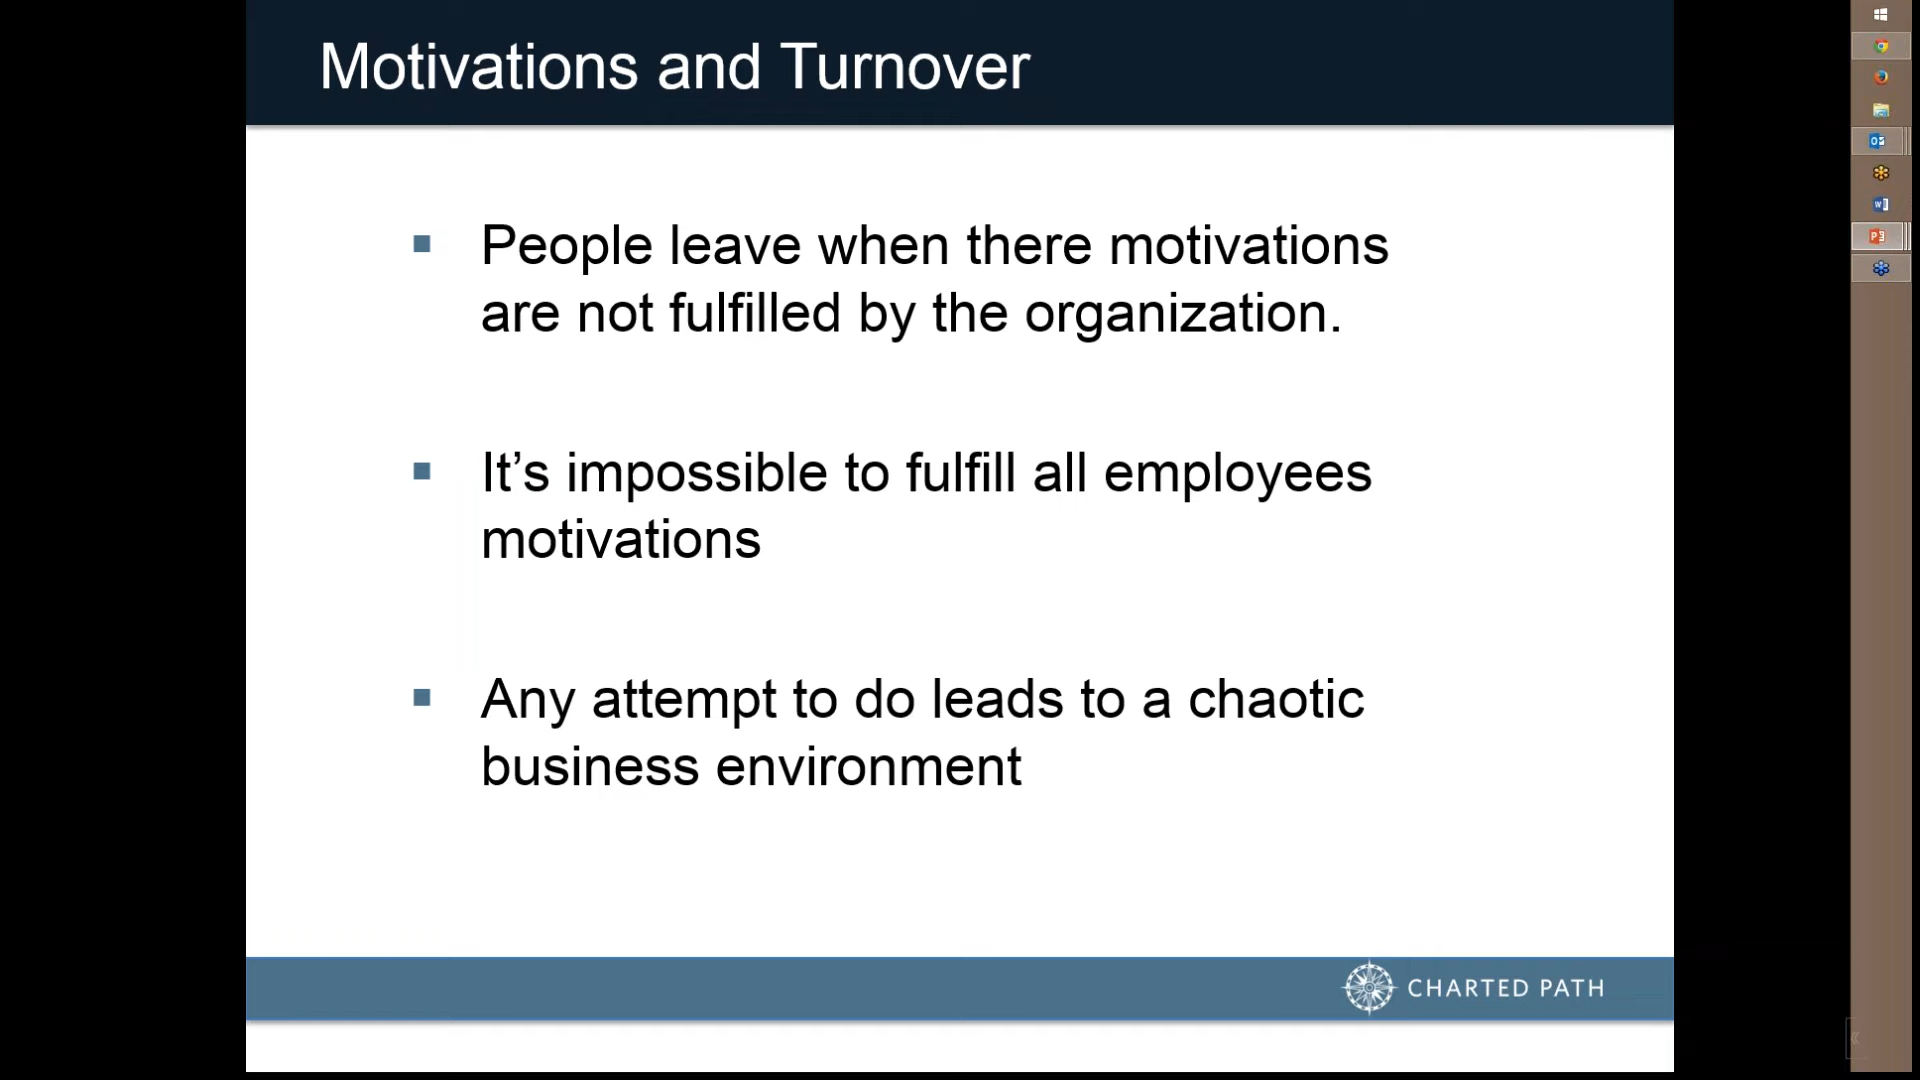 Motivations and Turnover
People leave when there motivations
are not fulfilled by the organization.
It’s impossible to fulfill all employees
motivations
Any attempt to do leads to a chaotic
business environment
CHARTED PATH